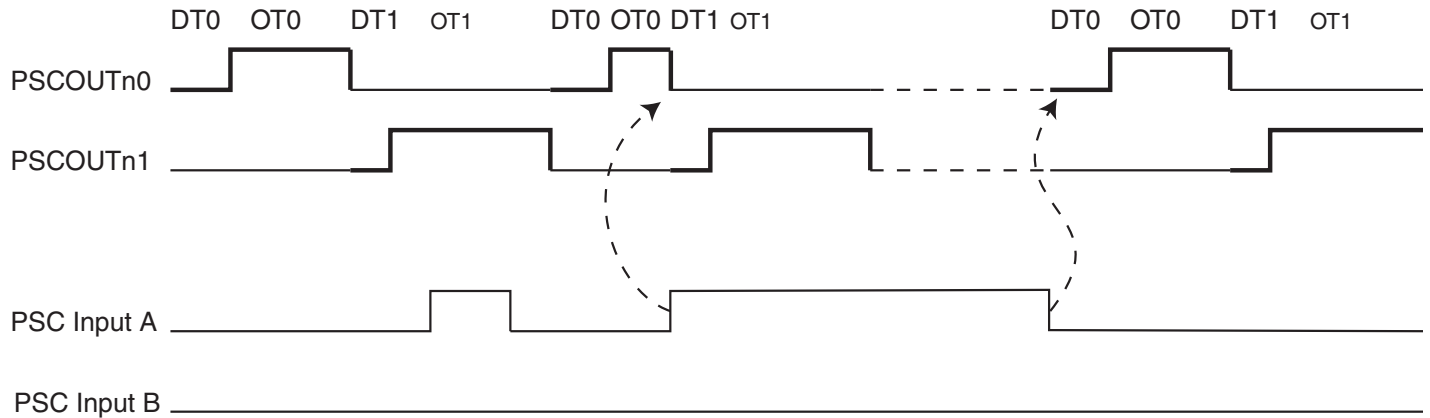 DT0 OT0 DT1 OT1 DT0 OT0 DT1 OT1 DT0 OT0 DT1 OT1
PSCOUTn0
PSCOUTn1
PSC Input A
PSC Input B